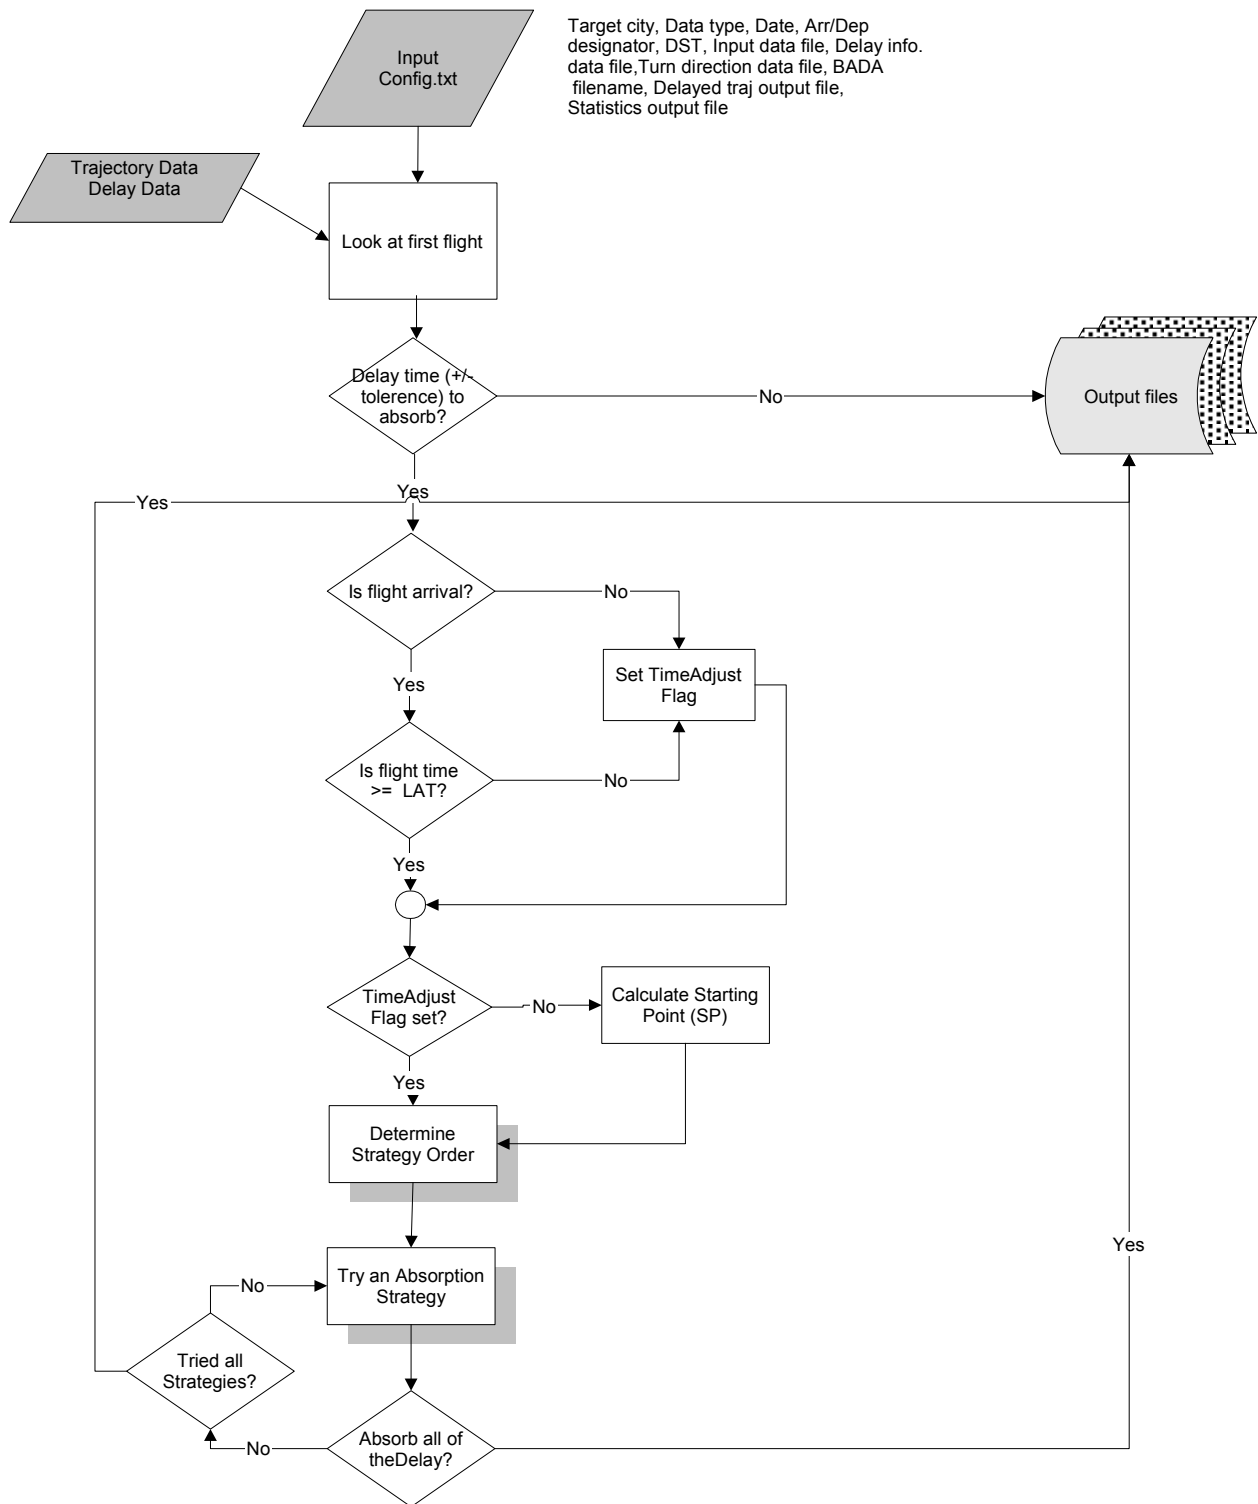 Input
Config.txt
Target city, Data type, Date, Arr/Dep
designator, DST, Input data file, Delay info.
data file,Turn direction data file, BADA
filename, Delayed traj output file,
Statistics output file
Trajectory Data
Delay Data
Look at first flight
Delay time (+/-
tolerence) to
absorb?
No
Output files
Yes
Yes
Is flight arrival?
No
Set TimeAdjust
Flag
Yes
Is flight time
>= LAT?
No
Yes
TimeAdjust
Flag set?
No
Calculate Starting
Point (SP)
Yes
Determine
Strategy Order
Yes
Try an Absorption
Strategy
No
Tried all
Strategies?
Absorb all of
theDelay?
No